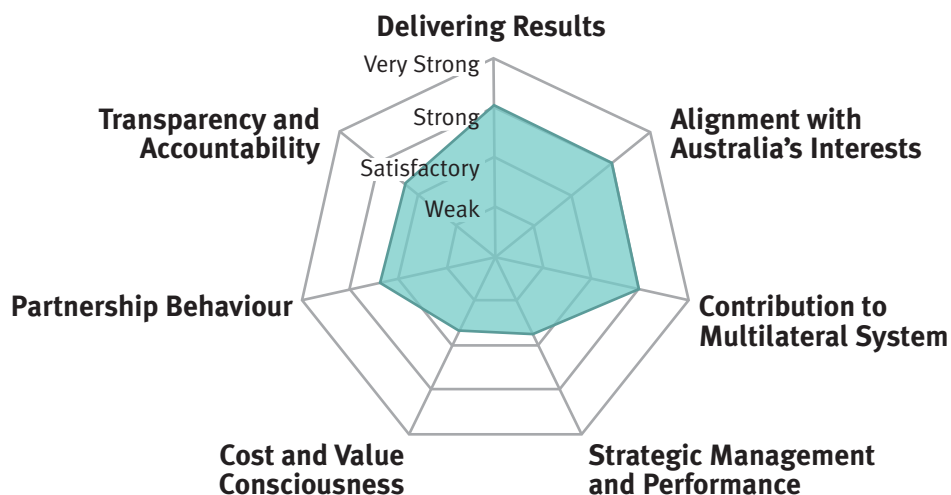 Delivering Results
Very Strong
Strong
Satisfactory
Weak
Transparency and
Accountability
Alignment with
Australia’s Interests
Partnership Behaviour
Contribution to
Multilateral System
Cost and Value
Consciousness
Strategic Management
and Performance